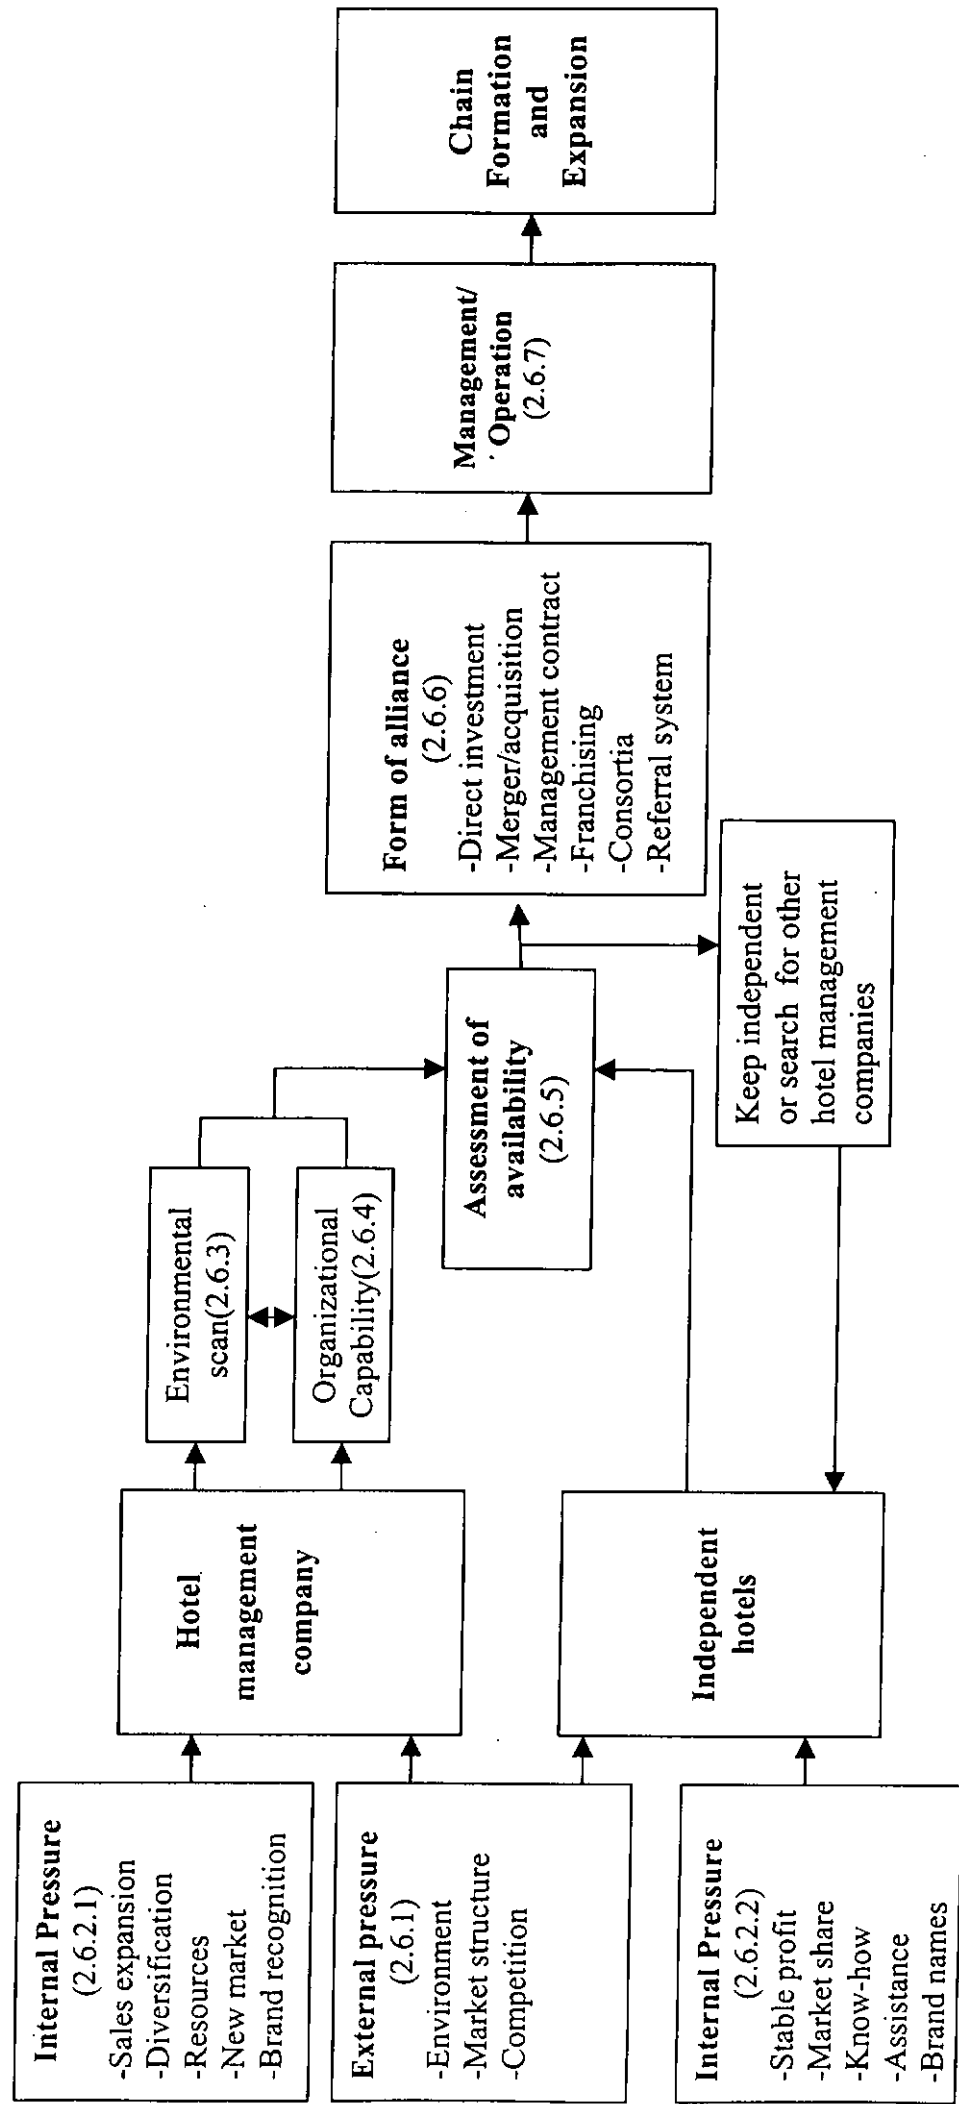 Internal Pressure
(2.6.2.1)
-Sales expansion
-Diversification
-Resources
-New market
-Brand recognition
External pressure
(2.6.1)
-Environment
-Market structure
-Competition
Internal Pressure
(2.6.2.2)
-Stable profit
-Market share
-Know-how
-Assistance
-Brand names
Hotel
management
company
Independent
hotels
Environmental
scan(2.6.3)
Organizational
Capability(2.6.4)
Assessment of
availability
(2.6.5)
Keep independent
or search for other
hotel management
companies
Form of alliance
(2.6.6)
-Direct investment
-Merger/acquisition
-Management contract
-Franchising
-Consortia
-Referral system
Management/
Operation
(2.6.7)
Chain
Formation
and
Expansion